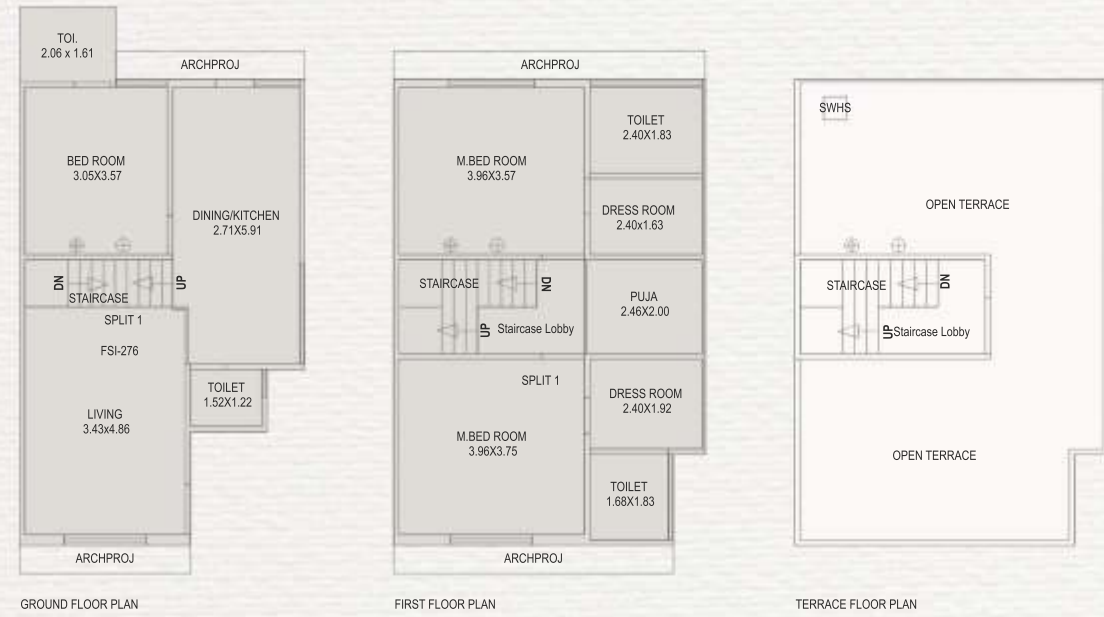 TOI.
2.06 x 1.61
ARCHPROJ
BED ROOM
3.05X3.57
DINING/KITCHEN
2.71X5.91
DN
UP
STAIRCASE
SPLIT 1
FSI-276
TOILET
1.52X1.22
LIVING
3.43x4.86
ARCHPROJ
GROUND FLOOR PLAN
ARCHPROJ
TOILET
2.40X1.83
M.BED ROOM
3.96X3.57
DRESS ROOM
2.40x1.63
STAIRCASE
DN
PUJA
2.46X2.00
UP
Staircase Lobby
SPLIT 1
DRESS ROOM
2.40X1.92
M.BED ROOM
3.96X3.75
TOILET
1.68X1.83
ARCHPROJ
FIRST FLOOR PLAN
SWHS
OPEN TERRACE
STAIRCASE
DN
UP
Staircase Lobby
OPEN TERRACE
TERRACE FLOOR PLAN